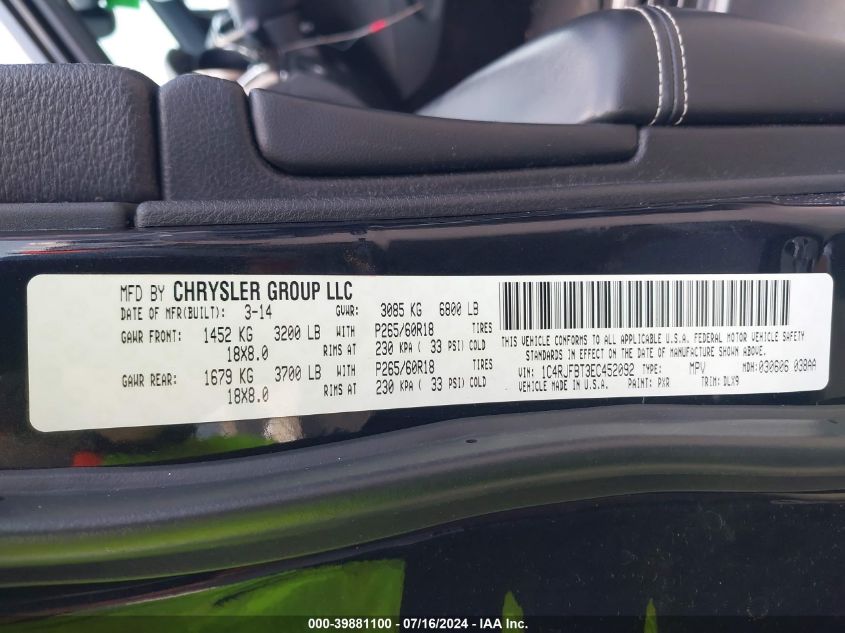 MFD BY CHRYSLER GROUP LLC
DATE OF MFR(BUILT): 3-14 GVWR: 3085 KG 6800 LB
GAWR FRONT: 1452 KG 3200 LB WITH P265/60R18 TIRES
18X8.0 RIMS AT 230 KPA ( 33 PSI) COLD
GAWR REAR: 1679 KG 3700 LB WITH P265/60R18 TIRES
18X8.0 RIMS AT 230 KPA ( 33 PSI) COLD
THIS VEHICLE CONFORMS TO ALL APPLICABLE U.S.A. FEDERAL MOTOR VEHICLE SAFETY
STANDARDS IN EFFECT ON THE DATE OF MANUFACTURE SHOWN ABOVE.
VIN: 1C4RJFBT3EC452092 TYPE: MPV MDH: 030606 038AA
VEHICLE MADE IN U.S.A. PAINT: PXR TRIM: DLX9
000-39881100 - 07/16/2024 - IAA Inc.